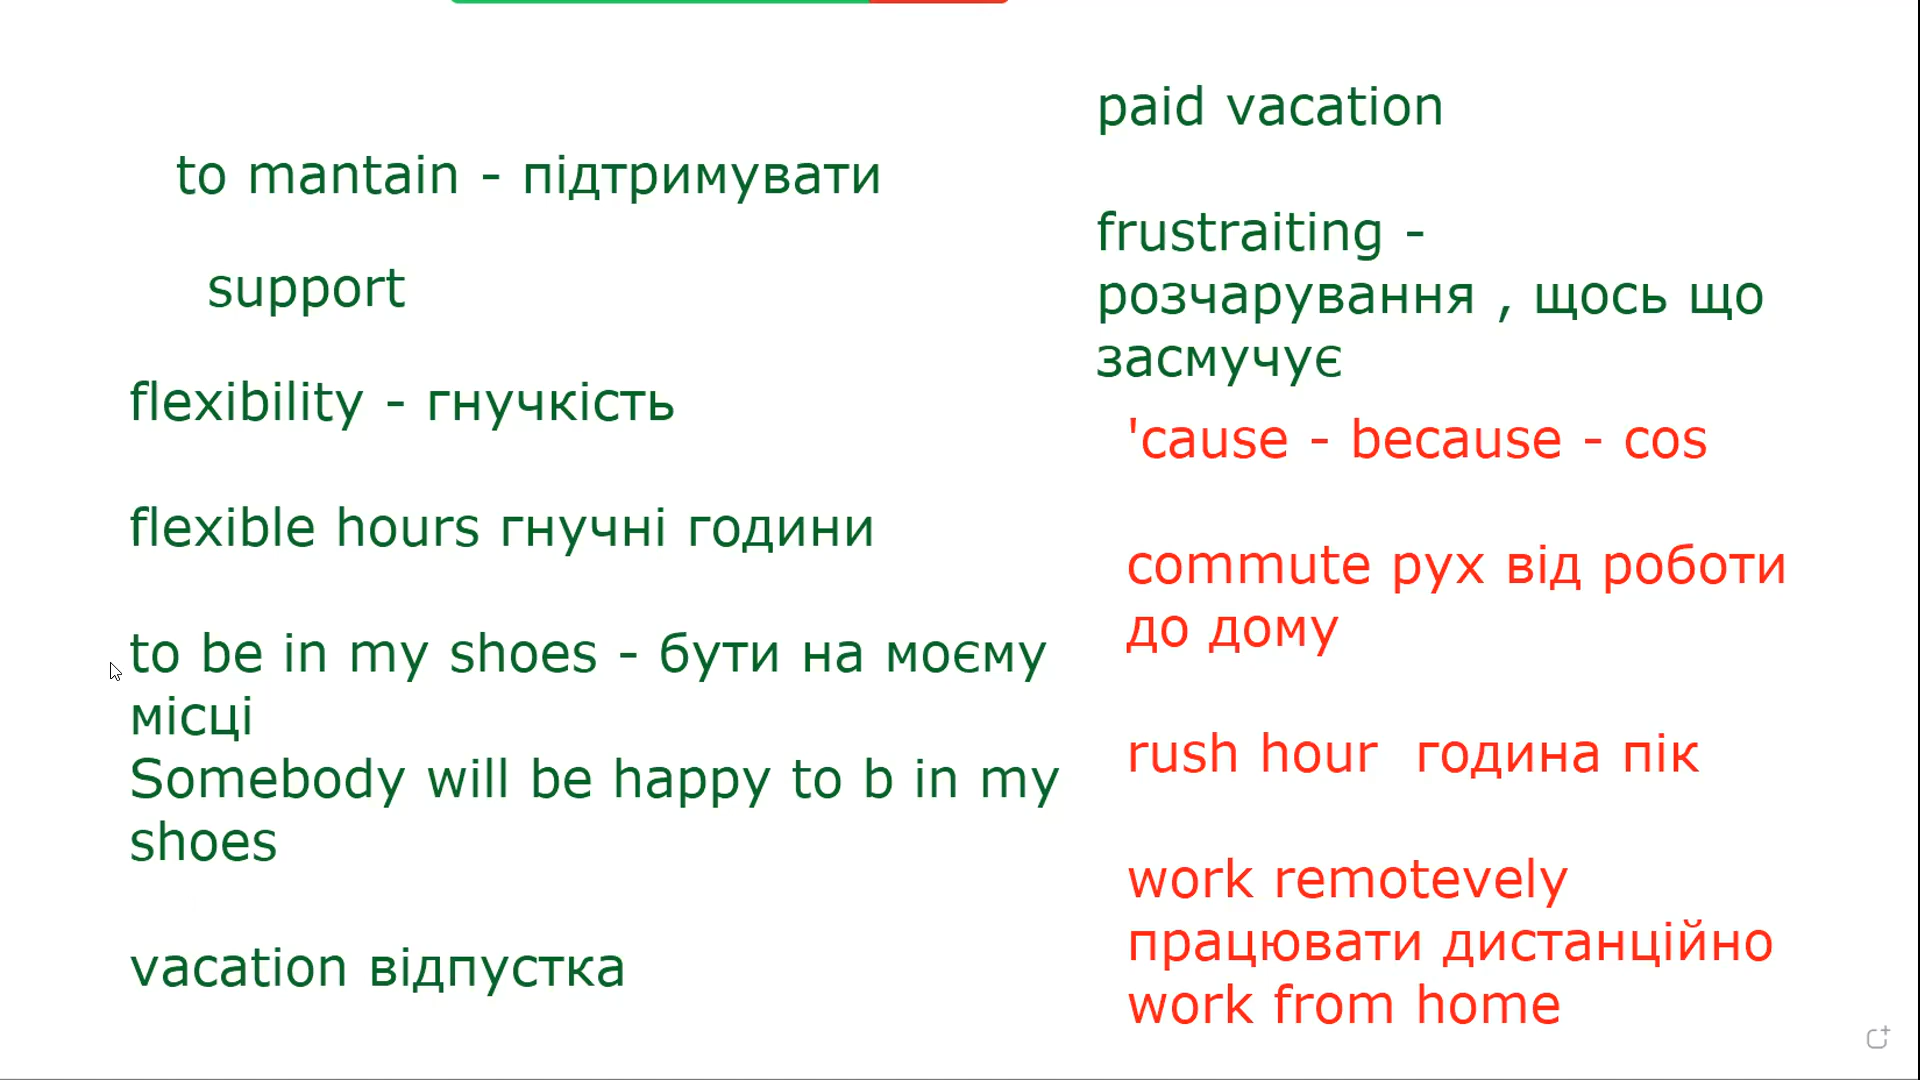 to mantain - підтримувати
support
flexibility - гнучкість
flexible hours гнучні години
to be in my shoes - бути на моєму
місці
Somebody will be happy to b in my
shoes
vacation відпустка
paid vacation
frustraiting -
розчарування , щось що
засмучує
'cause - because - cos
commute рух від роботи
до дому
rush hour  година пік
work remotevely
працювати дистанційно
work from home